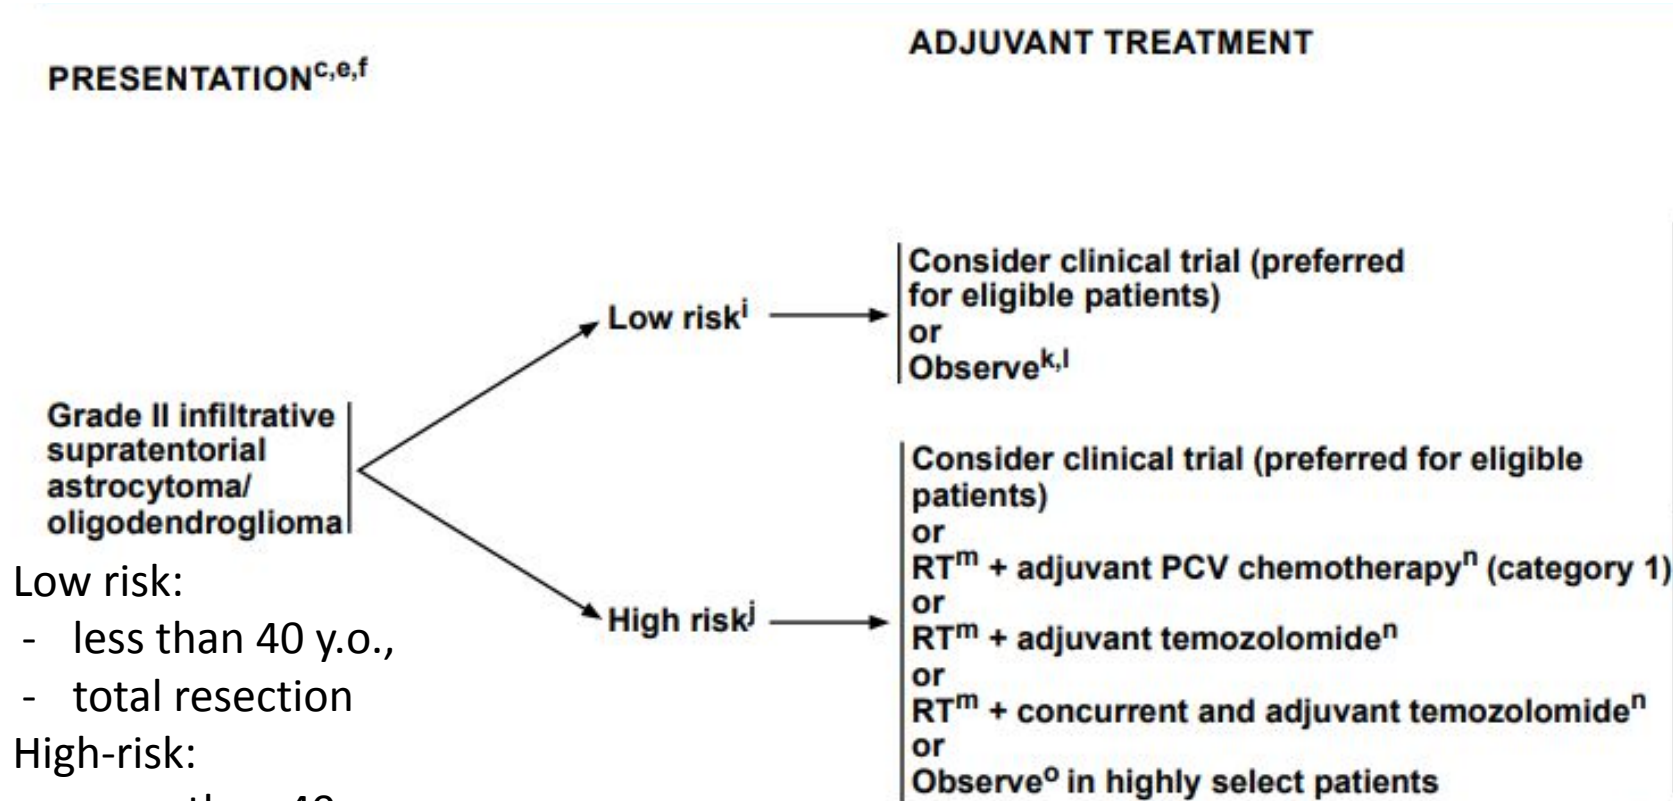 PRESENTATIONc,e,f
ADJUVANT TREATMENT
Grade II infiltrative
supratentorial
astrocytoma/
oligodendroglioma
Low riski
Consider clinical trial (preferred
for eligible patients)
or
Observek,l
High riskj
Consider clinical trial (preferred for eligible
patients)
or
RTm + adjuvant PCV chemotherapyn (category 1)
or
RTm + adjuvant temozolomiden
or
RTm + concurrent and adjuvant temozolomiden
or
Observeo in highly select patients
Low risk:
- less than 40 y.o.,
- total resection
High-risk: